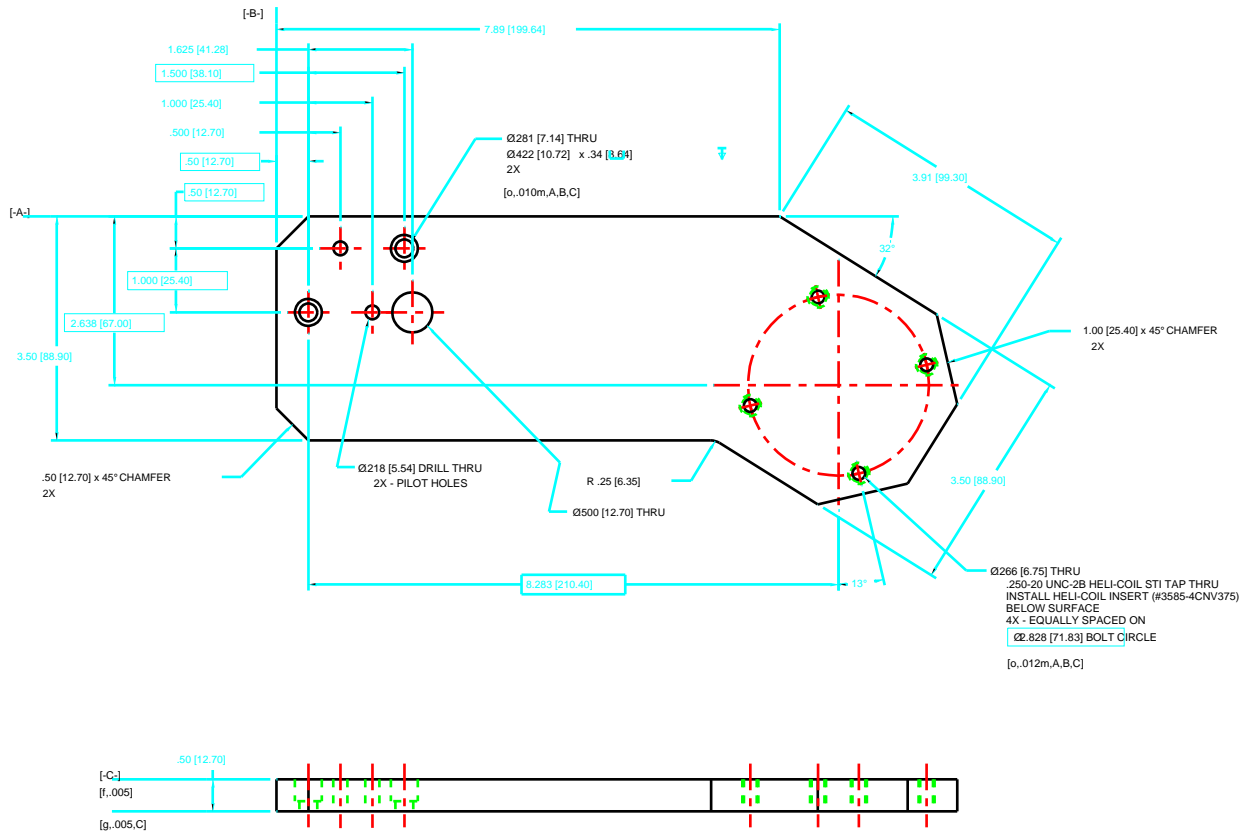 [-B-]
7.89 [199.64]
1.625 [41.28]
1.500 [38.10]
1.000 [25.40]
.500 [12.70]
.50 [12.70]
.50 [12.70]
Ø.281 [7.14] THRU
Ø.422 [10.72] x .34 [8.64]
2X
[o,.010m,A,B,C]
3.91 [99.30]
[-A-]
32°
1.000 [25.40]
2.638 [67.00]
3.50 [88.90]
1.00 [25.40] x 45° CHAMFER
2X
.50 [12.70] x 45° CHAMFER
2X
Ø.218 [5.54] DRILL THRU
2X - PILOT HOLES
R .25 [6.35]
Ø.500 [12.70] THRU
3.50 [88.90]
8.283 [210.40]
13°
Ø.266 [6.75] THRU
.250-20 UNC-2B HELI-COIL STI TAP THRU
INSTALL HELI-COIL INSERT (#3585-4CNV375)
BELOW SURFACE
4X - EQUALLY SPACED ON
Ø2.828 [71.83] BOLT CIRCLE
[o,.012m,A,B,C]
.50 [12.70]
[-C-]
[f,.005]
[g,.005,C]